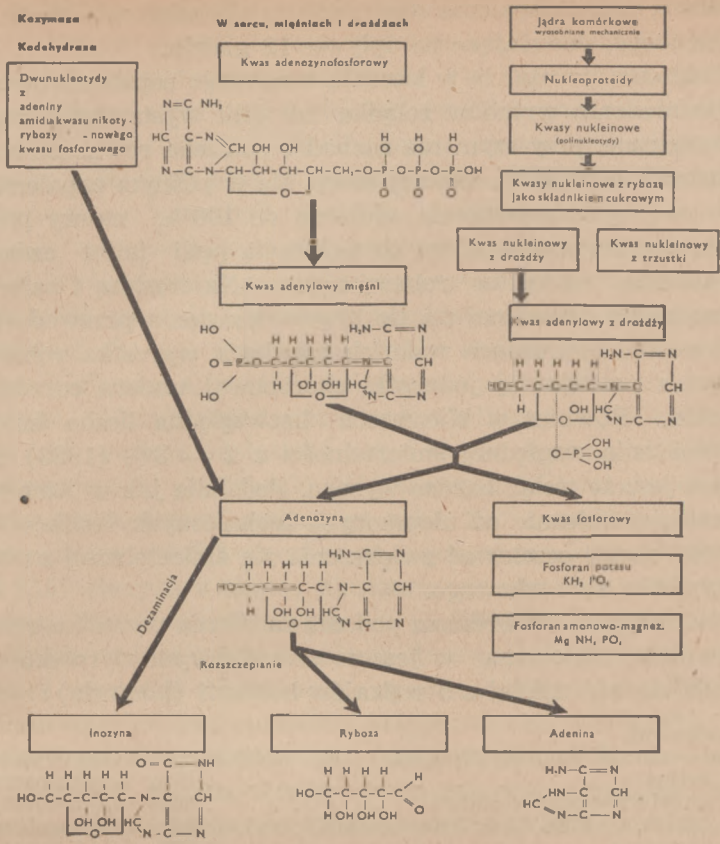 Kozymaza
Kodehydraza
Dwunukleotydy
z
adeniny
amidu kwasu nikoty-
rybozy - nowego
kwasu fosforowego
W sercu, mięśniach i drożdżach
Kwas adenozynofosforowy
Jądra komórkowe
wyosobnione mechanicznie
Nukleoproteidy
Kwasy nukleinowe
(polinukleotydy)
Kwasy nukleinowe z rybozą
jako składnikiem cukrowym
Kwas nukleinowy
z drożdży
Kwas nukleinowy
z trzustki
Kwas adenylowy mięśni
Kwas adenylowy z drożdży
Adenozyna
Kwas fosforowy
Fosforan potasu
Fosforan amonowo-magnez.
Dezaminacja
Rozszczepianie
Inozyna
Ryboza
Adenina